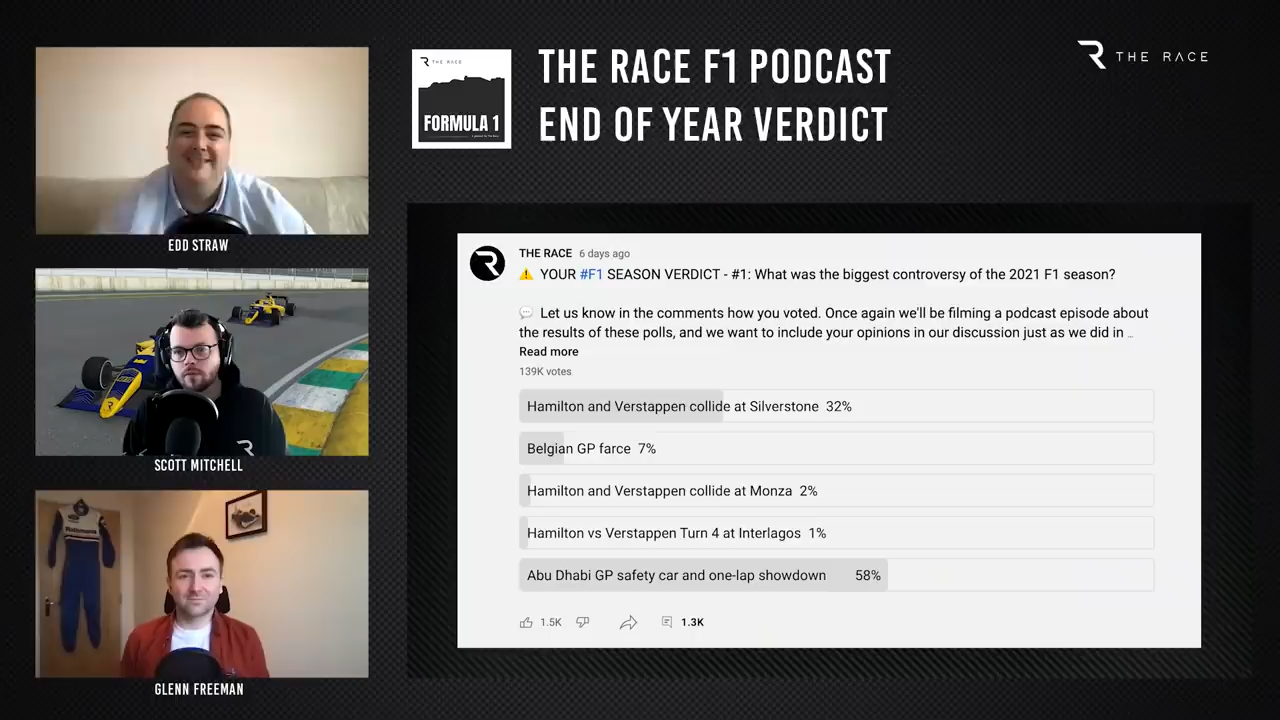 THE RACE
FORMULA 1
THE RACE F1 PODCAST
END OF YEAR VERDICT
THE RACE
EDD STRAW
SCOTT MITCHELL
GLENN FREEMAN
THE RACE 6 days ago
⚠️ YOUR #F1 SEASON VERDICT - #1: What was the biggest controversy of the 2021 F1 season?
💬 Let us know in the comments how you voted. Once again we'll be filming a podcast episode about
the results of these polls, and we want to include your opinions in our discussion just as we did in ...
Read more
139K votes
Hamilton and Verstappen collide at Silverstone 32%
Belgian GP farce 7%
Hamilton and Verstappen collide at Monza 2%
Hamilton vs Verstappen Turn 4 at Interlagos 1%
Abu Dhabi GP safety car and one-lap showdown 58%
1.5K 1.3K